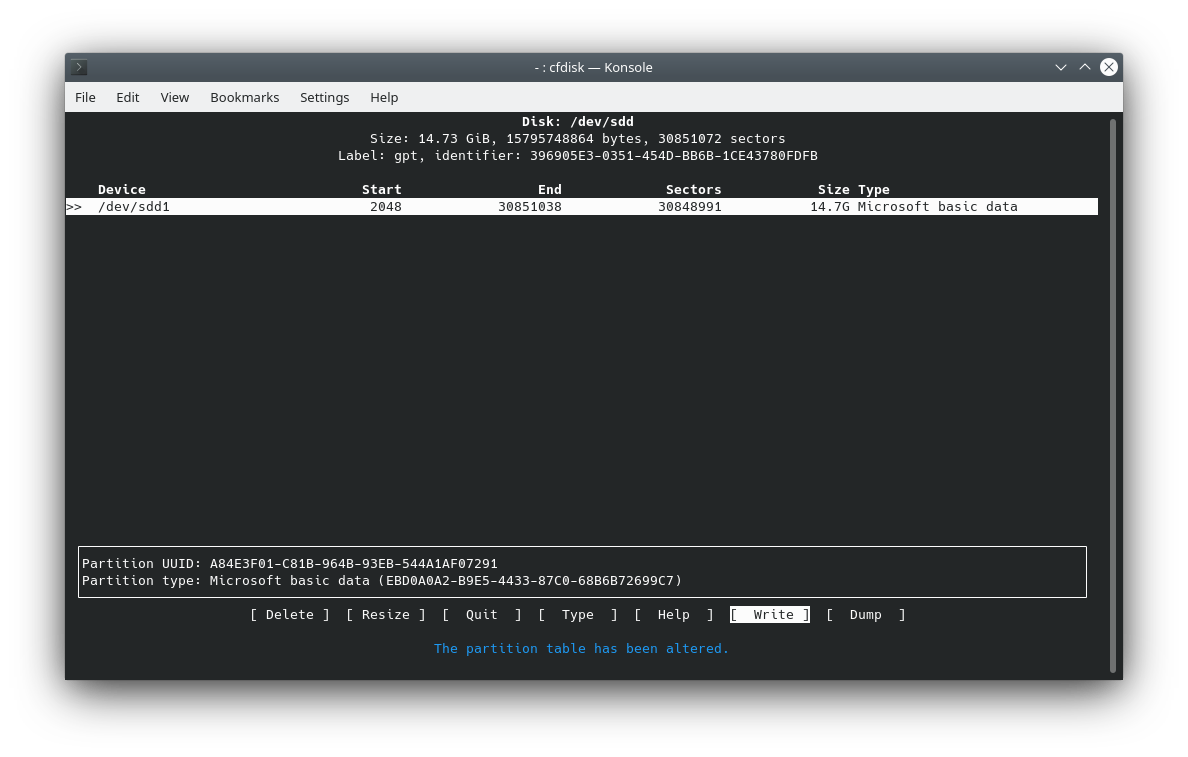 - : cfdisk — Konsole
File Edit View Bookmarks Settings Help
Disk: /dev/sdd
Size: 14.73 GiB, 15795748864 bytes, 30851072 sectors
Label: gpt, identifier: 396905E3-0351-454D-BB6B-1CE43780FDFB
Device Start End Sectors Size Type
>> /dev/sdd1 2048 30851038 30848991 14.7G Microsoft basic data
Partition UUID: A84E3F01-C81B-964B-93EB-544A1AF07291
Partition type: Microsoft basic data (EBD0A0A2-B9E5-4433-87C0-68B6B72699C7)
[ Delete ] [ Resize ] [ Quit ] [ Type ] [ Help ] [ Write ] [ Dump ]
The partition table has been altered.